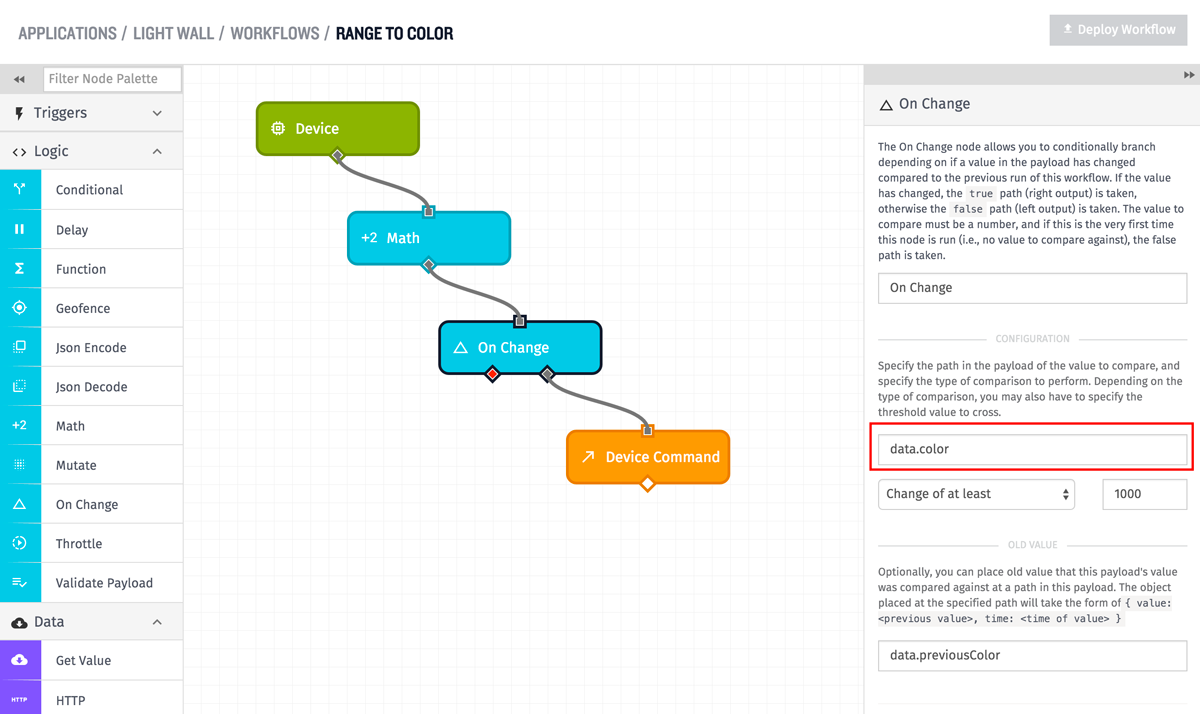 APPLICATIONS / LIGHT WALL / WORKFLOWS / RANGE TO COLOR
Deploy Workflow
Filter Node Palette
Triggers
Logic
Conditional
Delay
Function
Geofence
Json Encode
Json Decode
+2 Math
Mutate
On Change
Throttle
Validate Payload
Data
Get Value
HTTP HTTP
Device
+2 Math
On Change
Device Command
On Change
The On Change node allows you to conditionally branch
depending on if a value in the payload has changed
compared to the previous run of this workflow. If the value
has changed, the true path (right output) is taken,
otherwise the false path (left output) is taken. The value to
compare must be a number, and if this is the very first time
this node is run (i.e., no value to compare against), the false
path is taken.
On Change
CONFIGURATION
Specify the path in the payload of the value to compare, and
specify the type of comparison to perform. Depending on the
type of comparison, you may also have to specify the
threshold value to cross.
data.color
Change of at least 1000
OLD VALUE
Optionally, you can place old value that this payload's value
was compared against at a path in this payload. The object
placed at the specified path will take the form of { value:
<previous value>, time: <time of value> }
data.previousColor